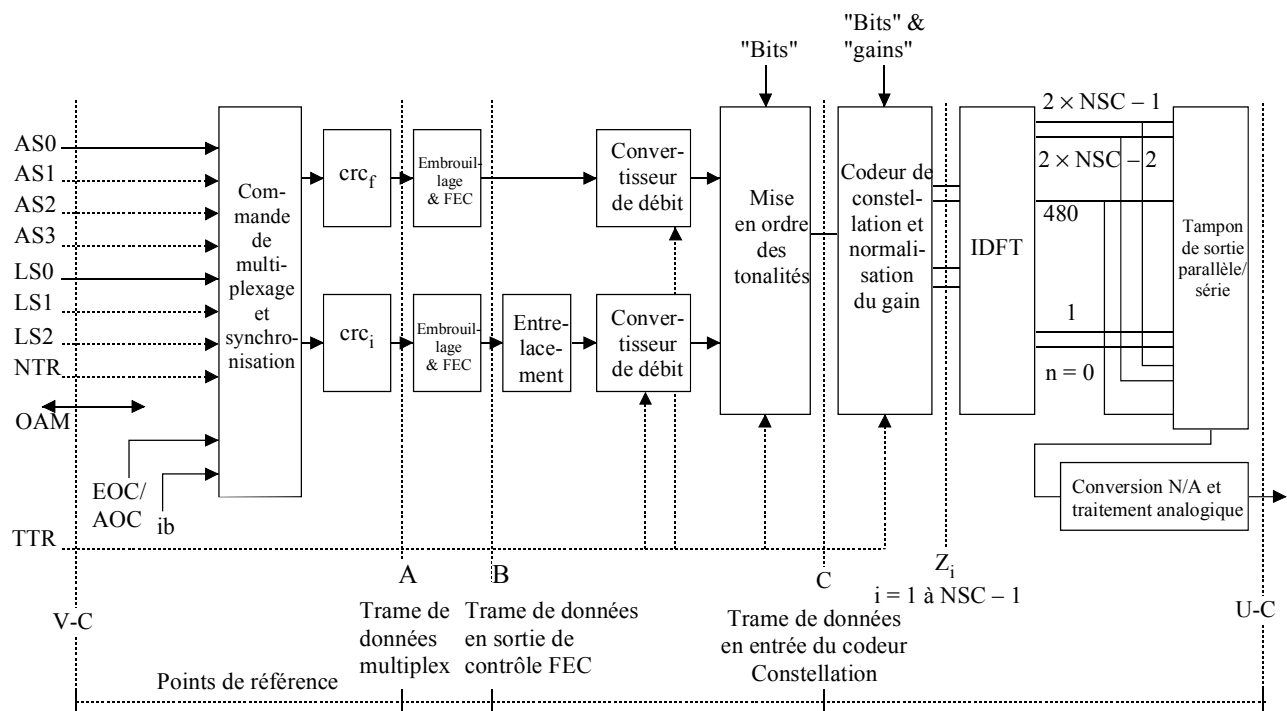 "Bits"
"Bits" &
"gains"
AS0
AS1
AS2
AS3
LS0
LS1
LS2
NTR
OAM
EOC/
AOC
ib
TTR
Com-
mande
de
multi-
plexage
et
synchro-
nisation
crcf
crci
Embrouil-
lage
& FEC
Embrouil-
lage
& FEC
Entre-
lace-
ment
Conver-
tisseur
de débit
Conver-
tisseur
de débit
Mise
en ordre
des
tonalités
Codeur de
constel-
lation et
normali-
sation
du gain
IDFT
2 × NSC – 1
2 × NSC – 2
480
1
n = 0
Tampon
de sortie
parallèle/
série
Conversion N/A et
traitement analogique
V-C
A
Trame de
données
multiplex
B
Trame de données
en sortie de
contrôle FEC
C
Trame de données
en entrée du codeur
Constellation
Zi
i = 1 à NSC – 1
U-C
Points de référence